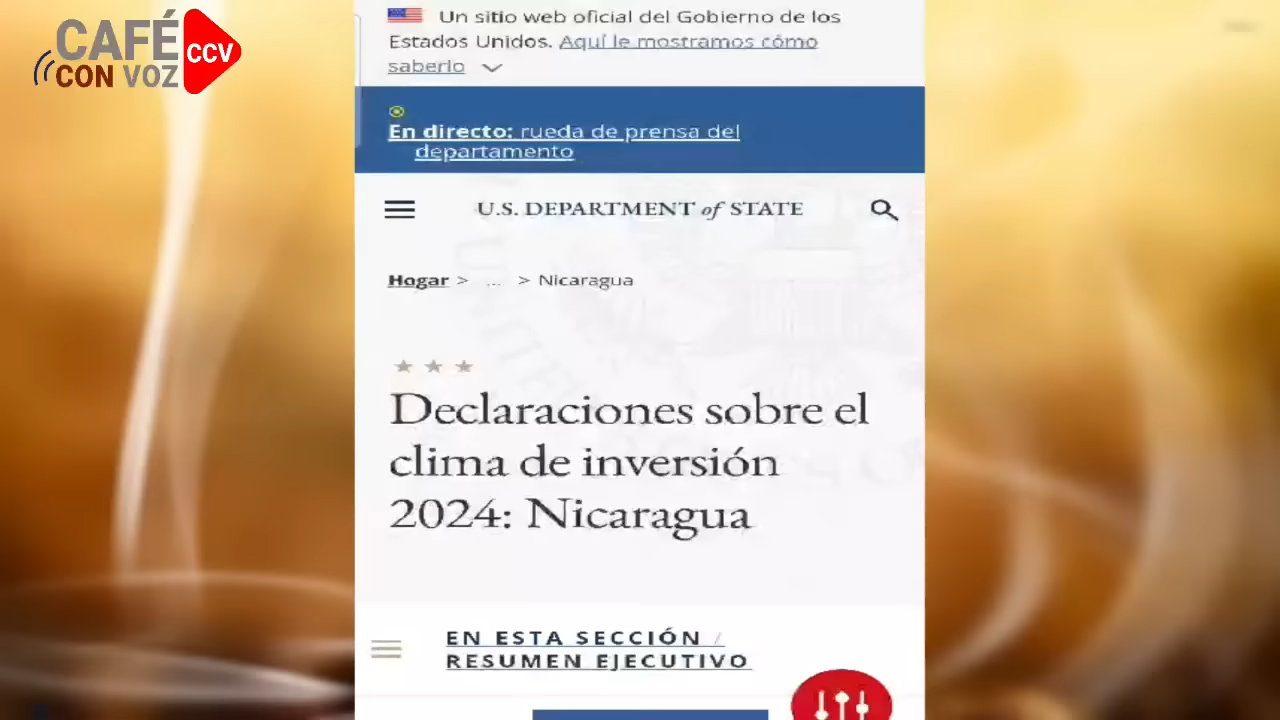 CAFÉ
CON VOZ
CCV
Un sitio web oficial del Gobierno de los
Estados Unidos. Aquí le mostramos cómo
saberlo
En directo: rueda de prensa del
departamento
U.S. DEPARTMENT of STATE
Hogar > ... > Nicaragua
Declaraciones sobre el
clima de inversión
2024: Nicaragua
EN ESTA SECCIÓN /
RESUMEN EJECUTIVO